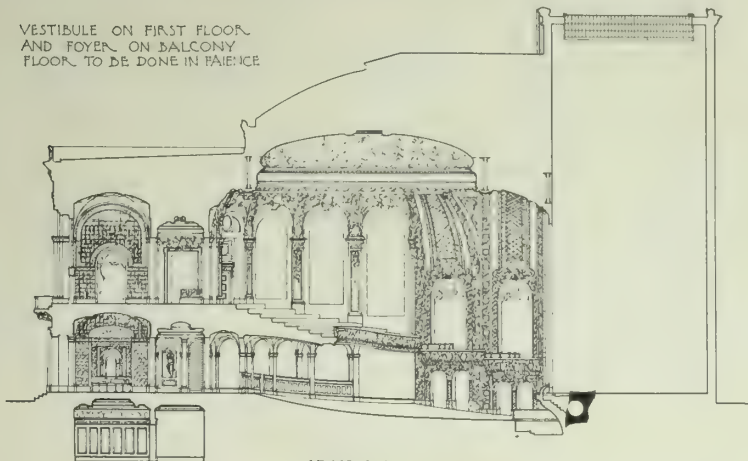 VESTIBULE ON FIRST FLOOR
AND FOYER ON BALCONY
FLOOR TO BE DONE IN FAIENCE